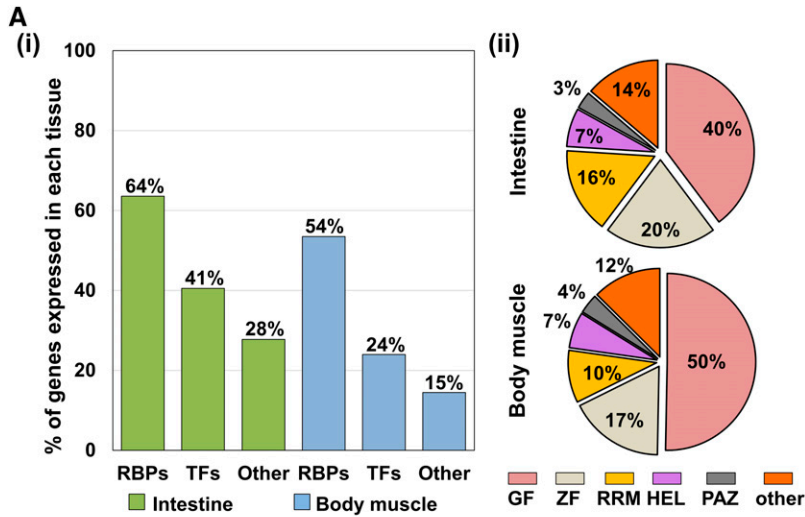 A
(i)
% of genes expressed in each tissue
100
80
60
40
20
0
64%
41%
28%
54%
24%
15%
RBPs TFs Other RBPs TFs Other
Intestine Body muscle
(ii)
Intestine
3%
14%
40%
7%
16%
20%
Body muscle
12%
4%
7%
50%
10%
17%
GF ZF RRM HEL PAZ other